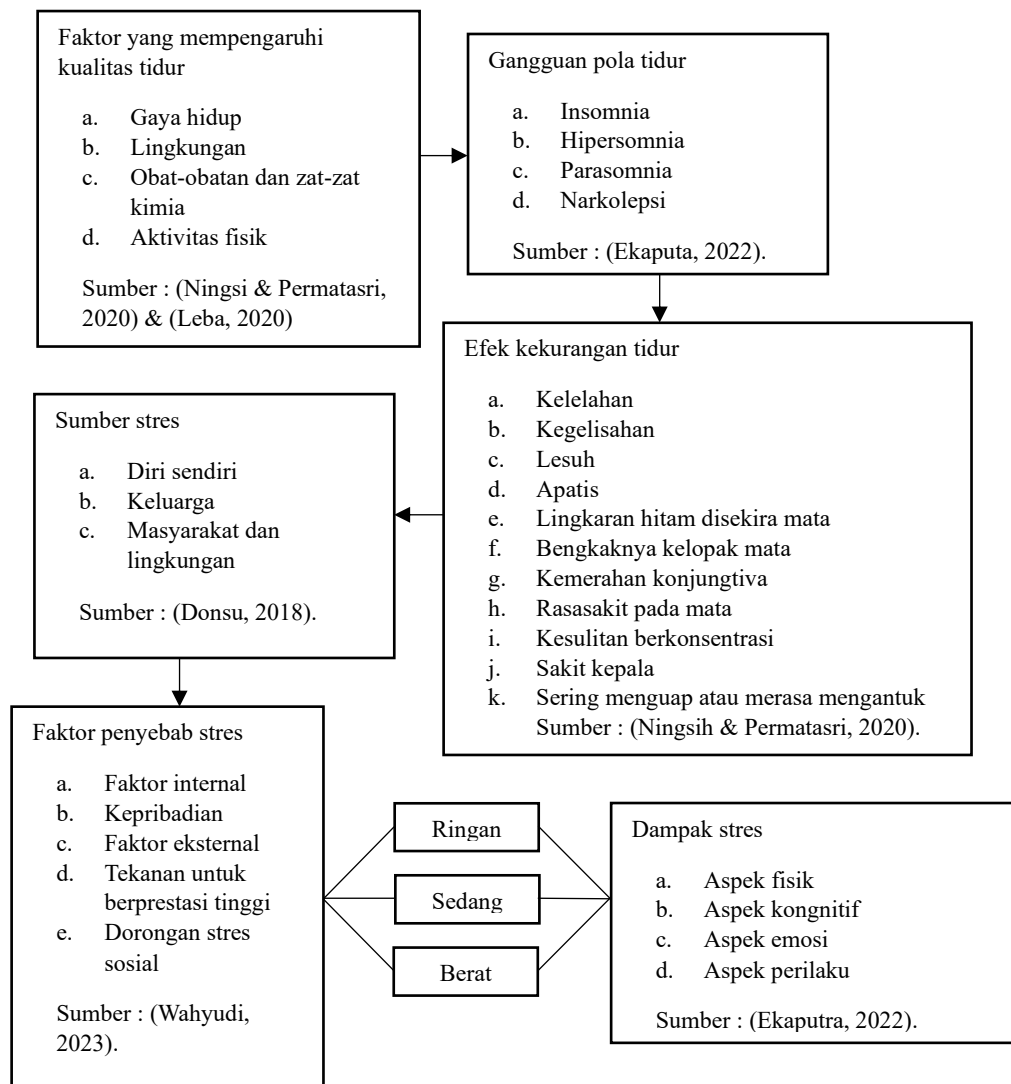 Faktor yang mempengaruhi
kualitas tidur
a. Gaya hidup
b. Lingkungan
c. Obat-obatan dan zat-zat
kimia
d. Aktivitas fisik
Sumber : (Ningsi & Permatasri,
2020) & (Leba, 2020)
Gangguan pola tidur
a. Insomnia
b. Hipersomnia
c. Parasomnia
d. Narkolepsi
Sumber : (Ekaputa, 2022).
Efek kekurangan tidur
a. Kelelahan
b. Kegelisahan
c. Lesuh
d. Apatis
e. Lingkaran hitam disekira mata
f. Bengkaknya kelopak mata
g. Kemerahan konjungtiva
h. Rasasakit pada mata
i. Kesulitan berkonsentrasi
j. Sakit kepala
k. Sering menguap atau merasa mengantuk
Sumber : (Ningsih & Permatasri, 2020).
Sumber stres
a. Diri sendiri
b. Keluarga
c. Masyarakat dan
lingkungan
Sumber : (Donsu, 2018).
Faktor penyebab stres
a. Faktor internal
b. Kepribadian
c. Faktor eksternal
d. Tekanan untuk
berprestasi tinggi
e. Dorongan stres
sosial
Sumber : (Wahyudi,
2023).
Ringan
Sedang
Berat
Dampak stres
a. Aspek fisik
b. Aspek kongnitif
c. Aspek emosi
d. Aspek perilaku
Sumber : (Ekaputra, 2022).